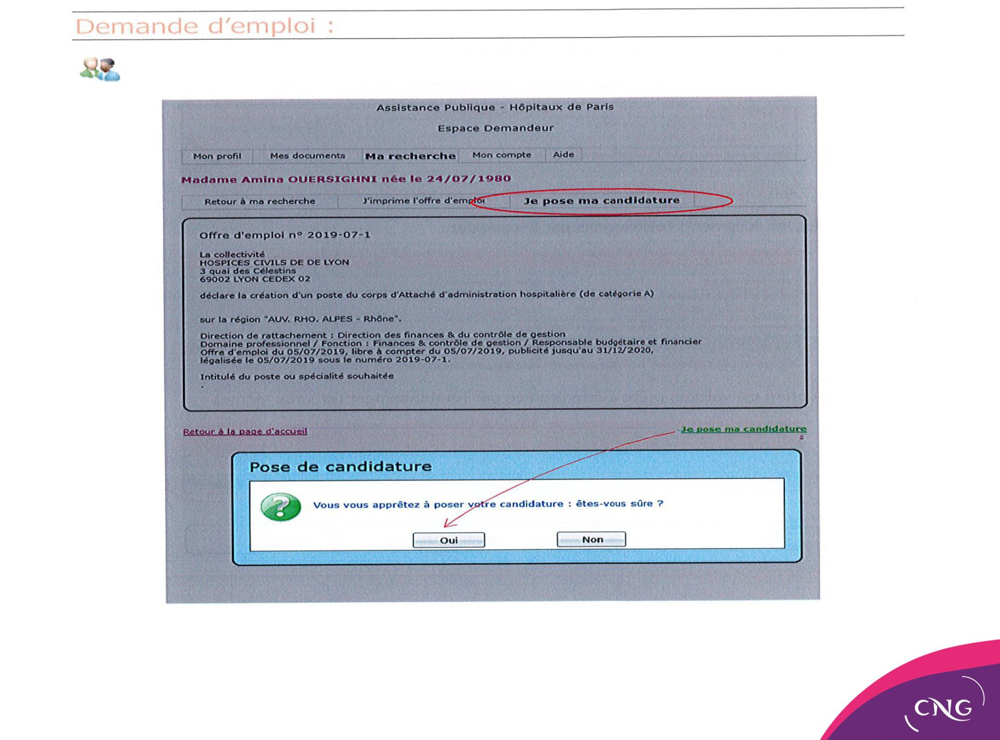 Demande d'emploi :
Assistance Publique - Hôpitaux de Paris
Espace Demandeur
Mon profil Mes documents Ma recherche Mon compte Aide
Madame Amina OUERSIGHNI née le 24/07/1980
Retour à ma recherche J'imprime l'offre d'emploi Je pose ma candidature
Offre d'emploi n° 2019-07-1
La collectivité
HOSPICES CIVILS DE DE LYON
3 quai des Célestins
69002 LYON CEDEX 02
déclare la création d'un poste du corps d'Attaché d'administration hospitalière (de catégorie A)
sur la région "AUV. RHO. ALPES - Rhône".
Direction de rattachement : Direction des finances & du contrôle de gestion
Domaine professionnel / Fonction : Finances & contrôle de gestion / Responsable budgétaire et financier
Offre d'emploi du 05/07/2019, libre à compter du 05/07/2019, publicité jusqu'au 31/12/2020,
légalisée le 05/07/2019 sous le numéro 2019-07-1.
Intitulé du poste ou spécialité souhaitée
.
Retour à la page d'accueil Je pose ma candidature
Pose de candidature
Vous vous apprêtez à poser votre candidature : êtes-vous sûre ?
Oui Non
CNG